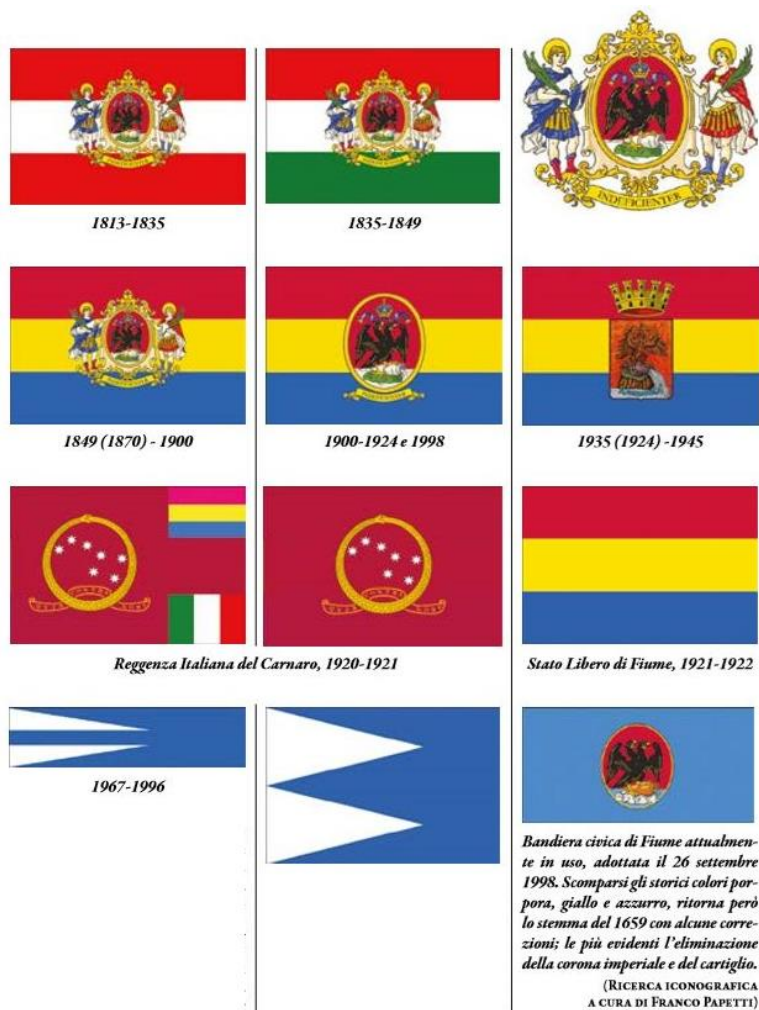 INDEFICIENTER
1813-1835
1835-1849
1849 (1870) - 1900
1900-1924 e 1998
1935 (1924) -1945
Reggenza Italiana del Carnaro, 1920-1921
Stato Libero di Fiume, 1921-1922
1967-1996
Bandiera civica di Fiume attualmen-
te in uso, adottata il 26 settembre
1998. Scomparsi gli storici colori por-
pora, giallo e azzurro, ritorna però
lo stemma del 1659 con alcune corre-
zioni; le più evidenti l'eliminazione
della corona imperiale e del cartiglio.
(RICERCA ICONOGRAFICA
A CURA DI FRANCO PAPETTI)